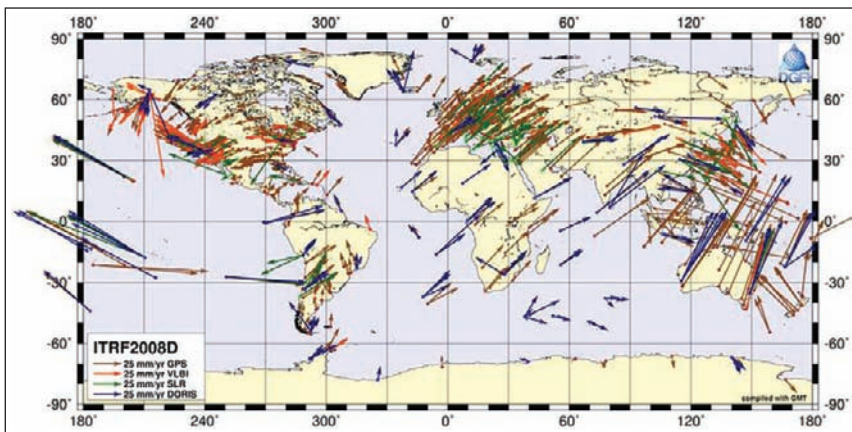 180° 240° 300° 0° 60° 120° 180°
90° 90°
60° 60°
30° 30°
-0° -0°
-30° -30°
-60° -60°
-90° -90°
DGFI
ITRF2008D
25 mm/yr GPS
25 mm/yr VLBI
25 mm/yr SLR
25 mm/yr DORIS
compiled with GMT
180° 240° 300° 0° 60° 120° 180°